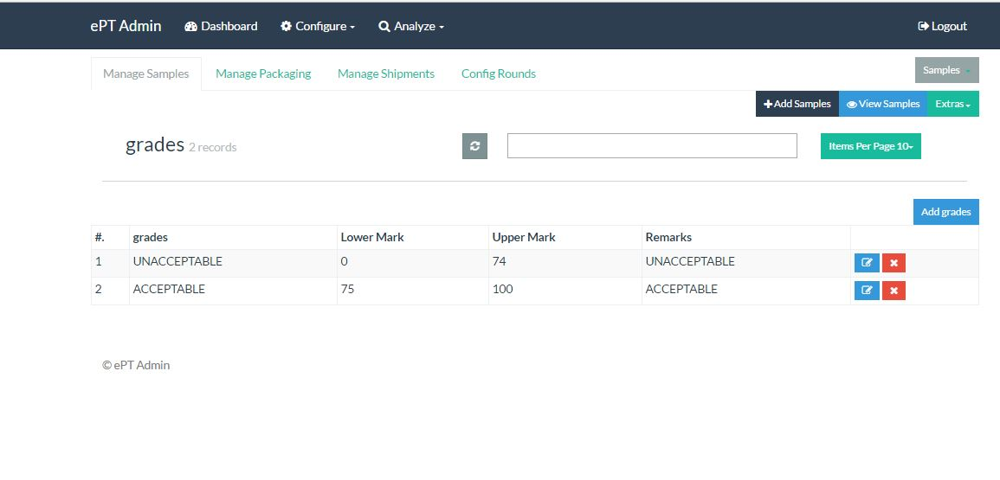 ePT Admin Dashboard Configure Analyze Logout
Manage Samples Manage Packaging Manage Shipments Config Rounds Samples
Add Samples View Samples Extras
grades 2 records Items Per Page 10
Add grades
#. grades Lower Mark Upper Mark Remarks
1 UNACCEPTABLE 0 74 UNACCEPTABLE
2 ACCEPTABLE 75 100 ACCEPTABLE
© ePT Admin